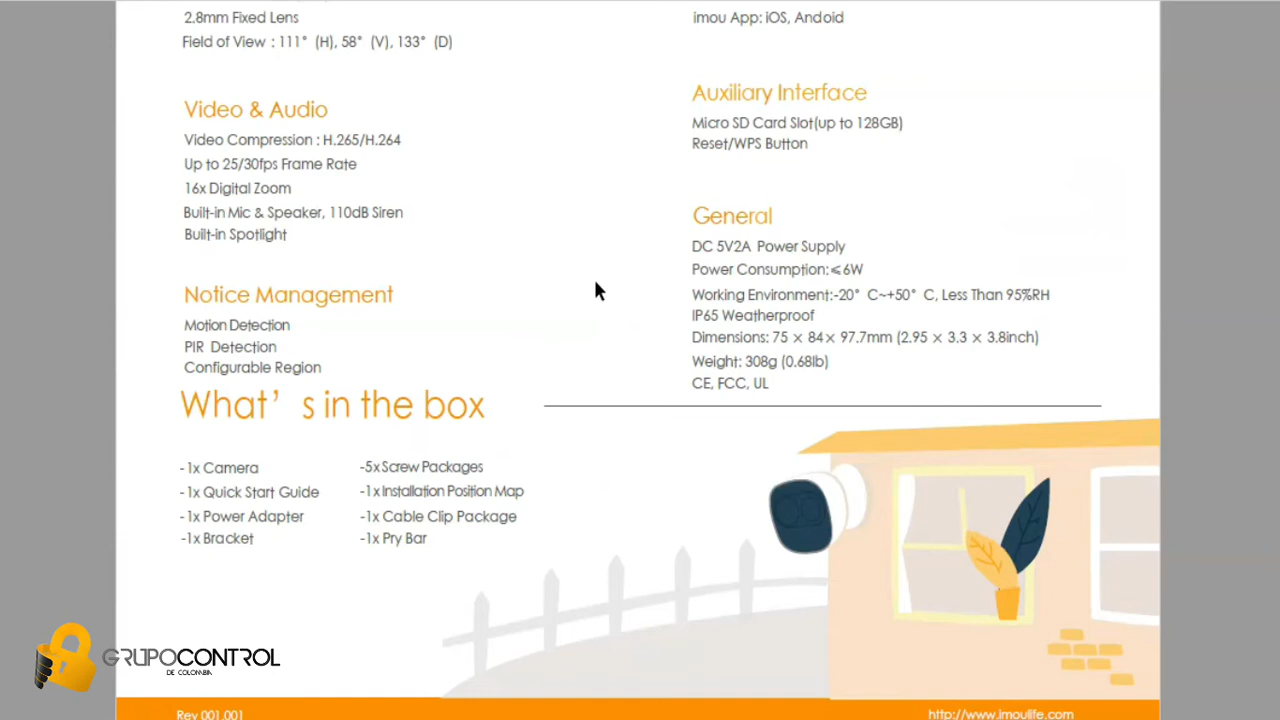 2.8mm Fixed Lens
Field of View : 111° (H), 58° (V), 133° (D)
Video & Audio
Video Compression : H.265/H.264
Up to 25/30fps Frame Rate
16x Digital Zoom
Built-in Mic & Speaker, 110dB Siren
Built-in Spotlight
Notice Management
Motion Detection
PIR Detection
Configurable Region
imou App: iOS, Andoid
Auxiliary Interface
Micro SD Card Slot(up to 128GB)
Reset/WPS Button
General
DC 5V2A Power Supply
Power Consumption:⩽6W
Working Environment:-20° C~+50° C, Less Than 95%RH
IP65 Weatherproof
Dimensions: 75 × 84× 97.7mm (2.95 × 3.3 × 3.8inch)
Weight: 308g (0.68lb)
CE, FCC, UL
What’ s in the box
-1x Camera
-1x Quick Start Guide
-1x Power Adapter
-1x Bracket
-5x Screw Packages
-1x Installation Position Map
-1x Cable Clip Package
-1x Pry Bar
GRUPOCONTROL
DE COLOMBIA
Rev 001.001
http://www.imoulife.com